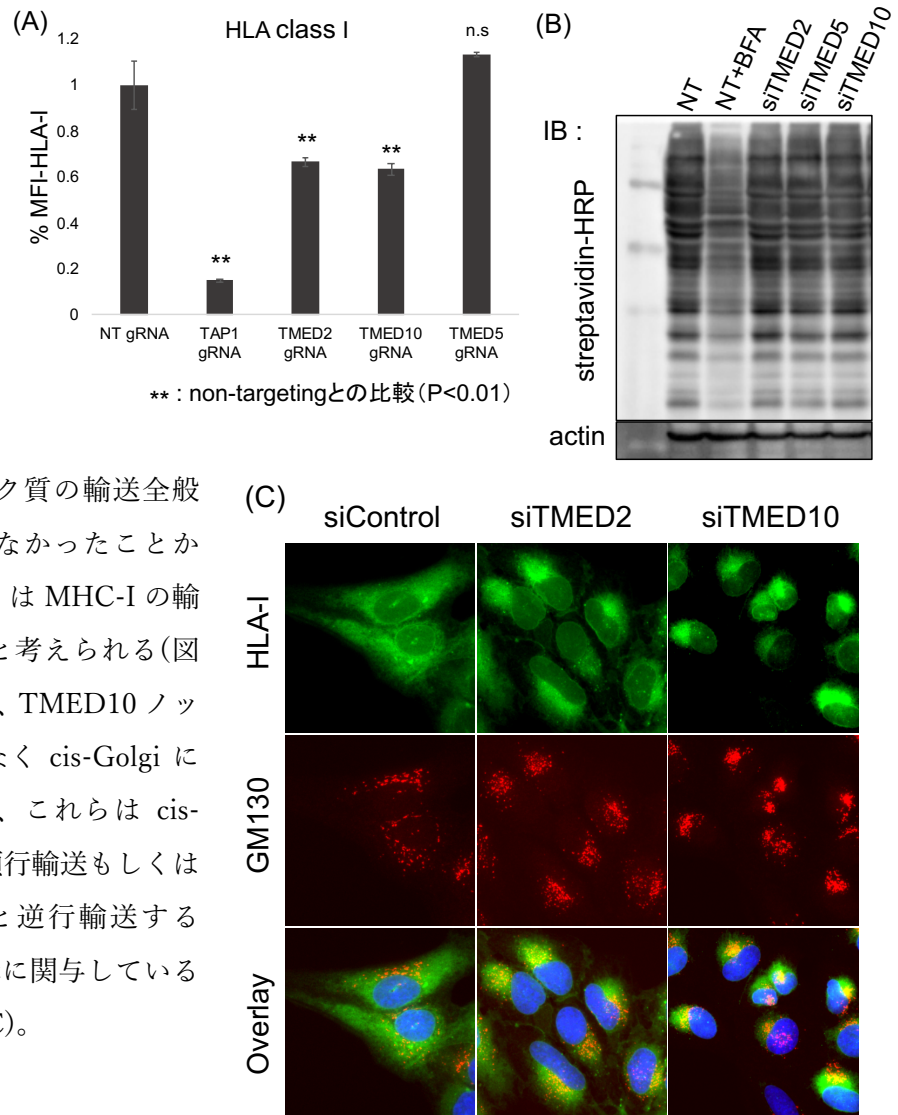 (A)
HLA class I
% MFI-HLA-I
1.2
1
0.8
0.6
0.4
0.2
0
**
**
**
n.s
NT gRNA
TAP1 gRNA
TMED2 gRNA
TMED10 gRNA
TMED5 gRNA
** : non-targetingとの比較（P<0.01）
(B)
NT
NT+BFA
siTMED2
siTMED5
siTMED10
IB :
streptavidin-HRP
actin
ク質の輸送全般
なかったことか
は MHC-I の輸
と考えられる(図
、TMED10 ノッ
なく cis-Golgi に
、これらは cis-
順行輸送もしくは
と逆行輸送する
に関与している
)。
(C)
siControl
siTMED2
siTMED10
HLA-I
GM130
Overlay